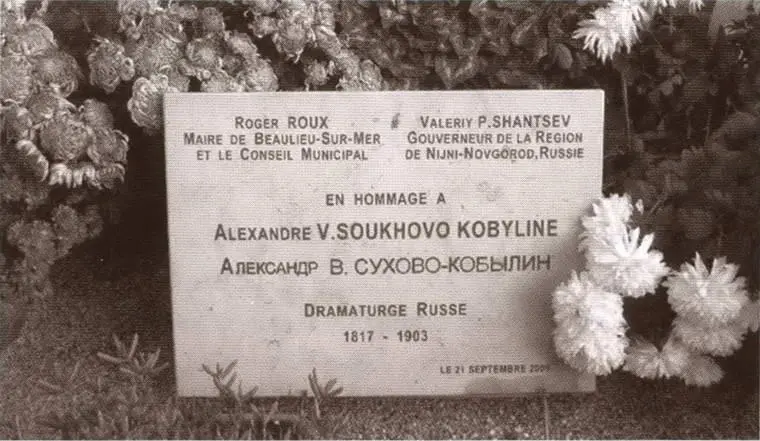 ROGER ROUX
MAIRE DE BEAULIEU-SUR-MER
ET LE CONSEIL MUNICIPAL
VALERIY P.SHANTSEV
GOUVERNEUR DE LA REGION
DE NIJNI-NOVGOROD, RUSSIE
EN HOMMAGE A
ALEXANDRE V.SOUKHOVO KOBYLINE
АЛЕКСАНДР В. СУХОВО-КОБЫЛИН
DRAMATURGE RUSSE
1817 - 1903
LE 21 SEPTEMBRE